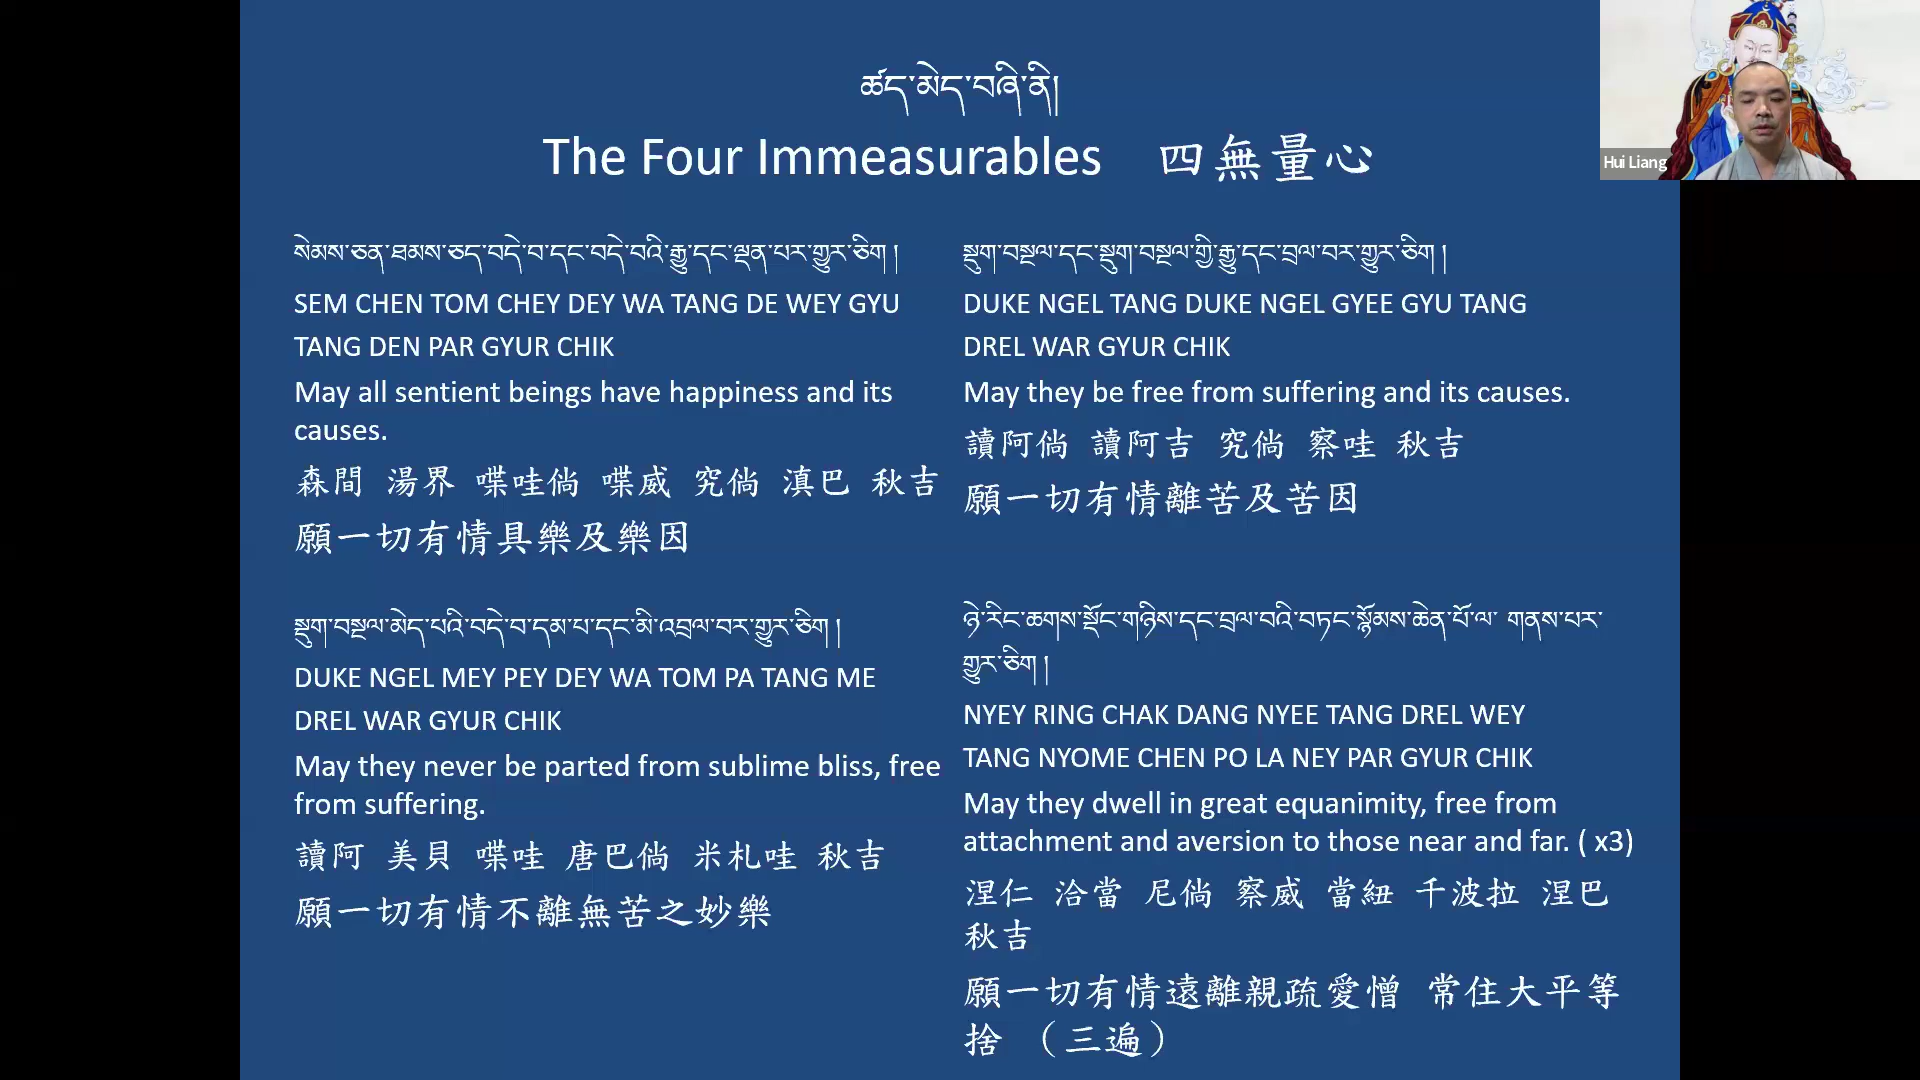 ཚད་མེད་བཞི་ནི།
The Four Immeasurables 四無量心
Hui Liang
སེམས་ཅན་ཐམས་ཅད་བདེ་བ་དང་བདེ་བའི་རྒྱུ་དང་ལྡན་པར་གྱུར་ཅིག །
SEM CHEN TOM CHEY DEY WA TANG DE WEY GYU
TANG DEN PAR GYUR CHIK
May all sentient beings have happiness and its
causes.
森間 湯界 喋哇倘 喋威 究倘 滇巴 秋吉
願一切有情具樂及樂因
སྡུག་བསྔལ་དང་སྡུག་བསྔལ་གྱི་རྒྱུ་དང་བྲལ་བར་གྱུར་ཅིག །
DUKE NGEL TANG DUKE NGEL GYEE GYU TANG
DREL WAR GYUR CHIK
May they be free from suffering and its causes.
讀阿倘 讀阿吉 究倘 察哇 秋吉
願一切有情離苦及苦因
སྡུག་བསྔལ་མེད་པའི་བདེ་བ་དམ་པ་དང་མི་འབྲལ་བར་གྱུར་ཅིག །
DUKE NGEL MEY PEY DEY WA TOM PA TANG ME
DREL WAR GYUR CHIK
May they never be parted from sublime bliss, free
from suffering.
讀阿 美貝 喋哇 唐巴倘 米札哇 秋吉
願一切有情不離無苦之妙樂
ཉེ་རིང་ཆགས་སྡོང་གཉིས་དང་བྲལ་བའི་བཏང་སྙོམས་ཆེན་པོ་ལ་ གནས་པར་
གྱུར་ཅིག །
NYEY RING CHAK DANG NYEE TANG DREL WEY
TANG NYOME CHEN PO LA NEY PAR GYUR CHIK
May they dwell in great equanimity, free from
attachment and aversion to those near and far. ( x3)
涅仁 洽當 尼倘 察威 當紐 千波拉 涅巴
秋吉
願一切有情遠離親疏愛憎 常住大平等
捨 （三遍）